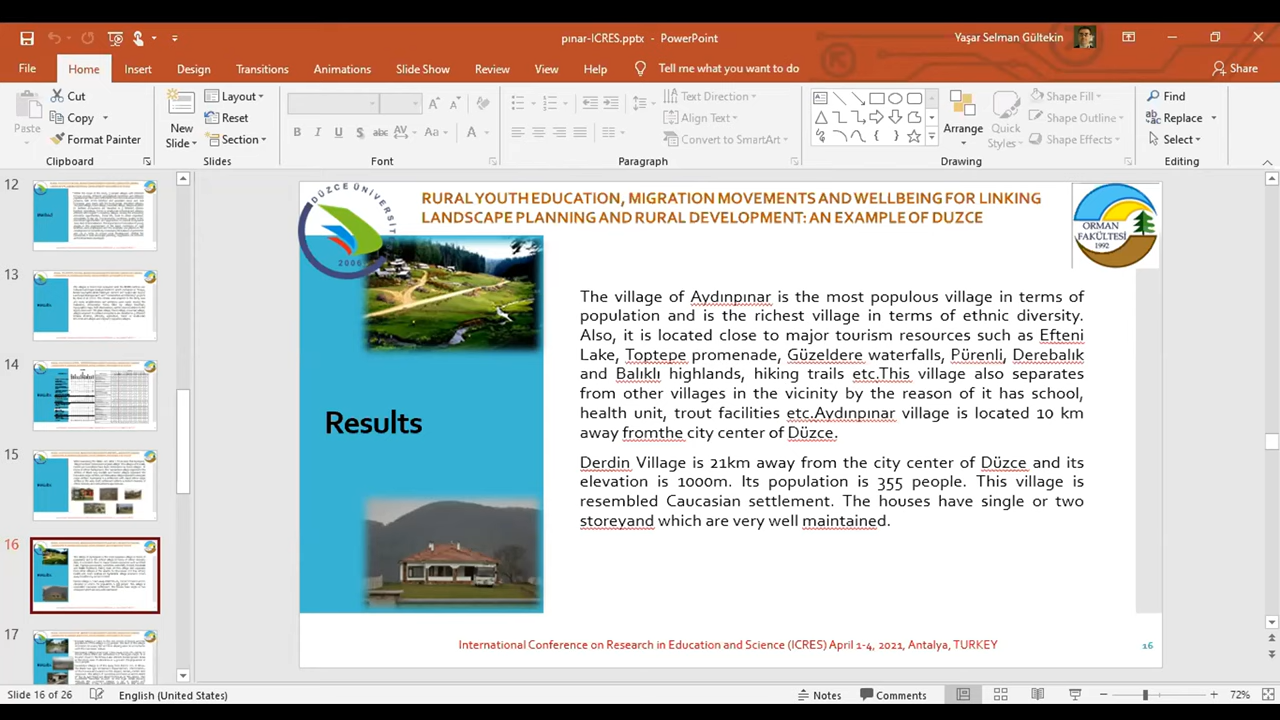 pınar-ICRES.pptx - PowerPoint
Yaşar Selman Gültekin
File Home Insert Design Transitions Animations Slide Show Review View Help Tell me what you want to do Share
Paste
Cut
Copy
Format Painter
Clipboard
New
Slide
Layout
Reset
Section
Slides
Font
Text Direction
Align Text
Convert to SmartArt
Paragraph
Arrange
Quick
Styles
Shape Fill
Shape Outline
Shape Effects
Drawing
Find
Replace
Select
Editing
12
13
14
15
16
17
DÜZCE ÜNİVERSİT
2006
RURAL YOUTH EDUCATION, MIGRATION MOVEMENTS AND WELLBEING FOR LINKING
LANDSCAPE PLANNING AND RURAL DEVELOPMENT: AN EXAMPLE OF DUZCE
ORMAN
FAKÜLTESİ
1992
Results
The village of Aydınpınar is the most populous village in terms of
population and is the richest village in terms of ethnic diversity.
Also, it is located close to major tourism resources such as Efteni
Lake, Toptepe promenade, Güzeldere waterfalls, Pürenli, Derebalık
and Balıklı highlands, hiking trails etc.This village also separates
from other villages in the vicinity by the reason of it has school,
health unit, trout facilities etc.Aydınpınar village is located 10 km
away fromthe city center of Düzce.
Derdin Village is 21km away from the city center of Düzce and its
elevation is 1000m. Its population is 355 people. This village is
resembled Caucasian settlement. The houses have single or two
storeyand which are very well maintained.
International Conference on Research in Education and Science (ICRES) April 1-4, 2021, Antalya, TURKEY
16
Slide 16 of 26 English (United States) Notes Comments 72%